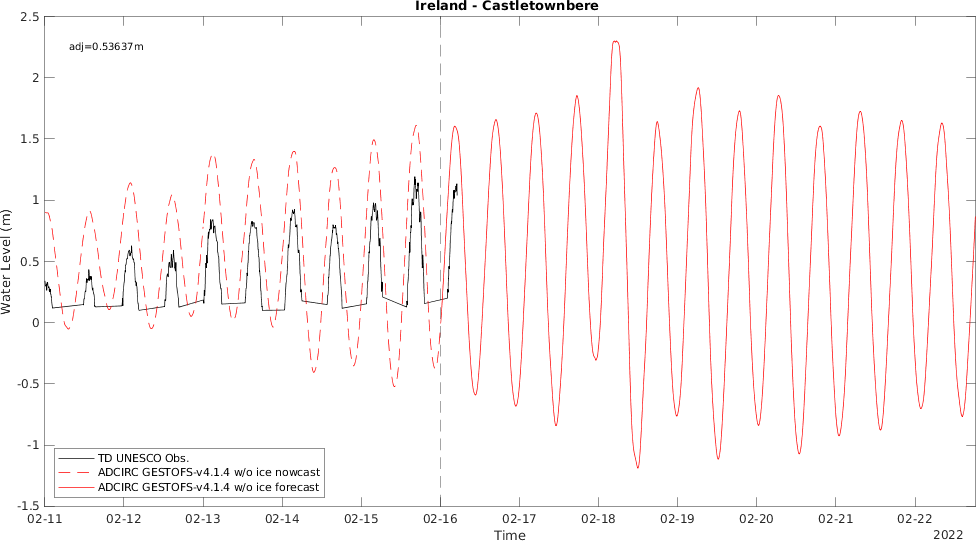 Ireland - Castletownbere
adj=0.53637m
2.5
2
1.5
1
0.5
0
-0.5
-1
-1.5
Water Level (m)
TD UNESCO Obs.
ADCIRC GESTOFS-v4.1.4 w/o ice nowcast
ADCIRC GESTOFS-v4.1.4 w/o ice forecast
02-11 02-12 02-13 02-14 02-15 02-16 02-17 02-18 02-19 02-20 02-21 02-22
Time
2022